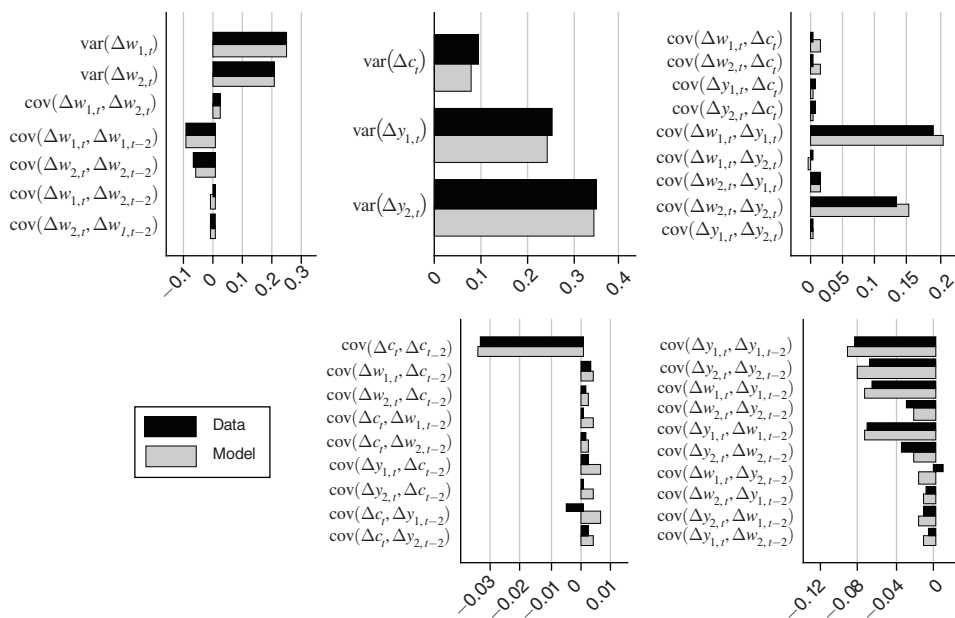 var(Δw1,t)
var(Δw2,t)
cov(Δw1,t, Δw2,t)
cov(Δw1,t, Δw1,t−2)
cov(Δw2,t, Δw2,t−2)
cov(Δw1,t, Δw2,t−2)
cov(Δw2,t, Δw1,t−2)
−0.1 0 0.1 0.2 0.3
var(Δct)
var(Δy1,t)
var(Δy2,t)
0 0.1 0.2 0.3 0.4
cov(Δw1,t, Δct)
cov(Δw2,t, Δct)
cov(Δy1,t, Δct)
cov(Δy2,t, Δct)
cov(Δw1,t, Δy1,t)
cov(Δw1,t, Δy2,t)
cov(Δw2,t, Δy1,t)
cov(Δw2,t, Δy2,t)
cov(Δy1,t, Δy2,t)
0 0.05 0.1 0.15 0.2
Data
Model
cov(Δct, Δct−2)
cov(Δw1,t, Δct−2)
cov(Δw2,t, Δct−2)
cov(Δct, Δw1,t−2)
cov(Δct, Δw2,t−2)
cov(Δy1,t, Δct−2)
cov(Δy2,t, Δct−2)
cov(Δct, Δy1,t−2)
cov(Δct, Δy2,t−2)
−0.03 −0.02 −0.01 0 0.01
cov(Δy1,t, Δy1,t−2)
cov(Δy2,t, Δy2,t−2)
cov(Δw1,t, Δy1,t−2)
cov(Δw2,t, Δy2,t−2)
cov(Δy1,t, Δw1,t−2)
cov(Δy2,t, Δw2,t−2)
cov(Δw1,t, Δy2,t−2)
cov(Δw2,t, Δy1,t−2)
cov(Δy2,t, Δw1,t−2)
cov(Δy1,t, Δw2,t−2)
−0.12 −0.08 −0.04 0